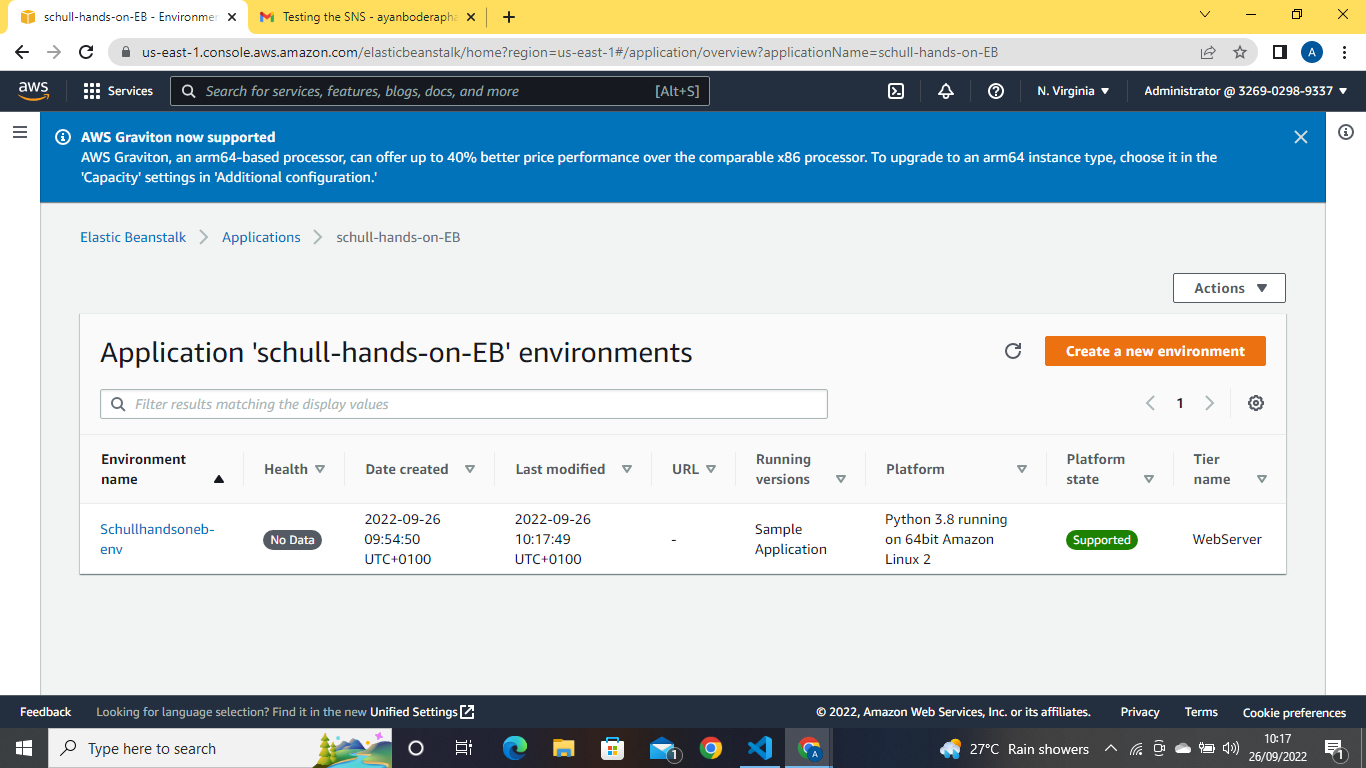 schull-hands-on-EB - Environmen
Testing the SNS - ayanboderapha
us-east-1.console.aws.amazon.com/elasticbeanstalk/home?region=us-east-1#/application/overview?applicationName=schull-hands-on-EB
A
aws
Services
Search for services, features, blogs, docs, and more
[Alt+S]
N. Virginia
Administrator @ 3269-0298-9337
AWS Graviton now supported
AWS Graviton, an arm64-based processor, can offer up to 40% better price performance over the comparable x86 processor. To upgrade to an arm64 instance type, choose it in the
'Capacity' settings in 'Additional configuration.'
Elastic Beanstalk
Applications
schull-hands-on-EB
Actions
Application 'schull-hands-on-EB' environments
Create a new environment
Filter results matching the display values
1
Environment
name
Health
Date created
Last modified
URL
Running
versions
Platform
Platform
state
Tier
name
Schullhandsoneb-
env
No Data
2022-09-26
09:54:50
UTC+0100
2022-09-26
10:17:49
UTC+0100
-
Sample
Application
Python 3.8 running
on 64bit Amazon
Linux 2
Supported
WebServer
Feedback
Looking for language selection? Find it in the new Unified Settings
© 2022, Amazon Web Services, Inc. or its affiliates.
Privacy
Terms
Cookie preferences
Type here to search
1
A
27°C Rain showers
10:17
26/09/2022
1